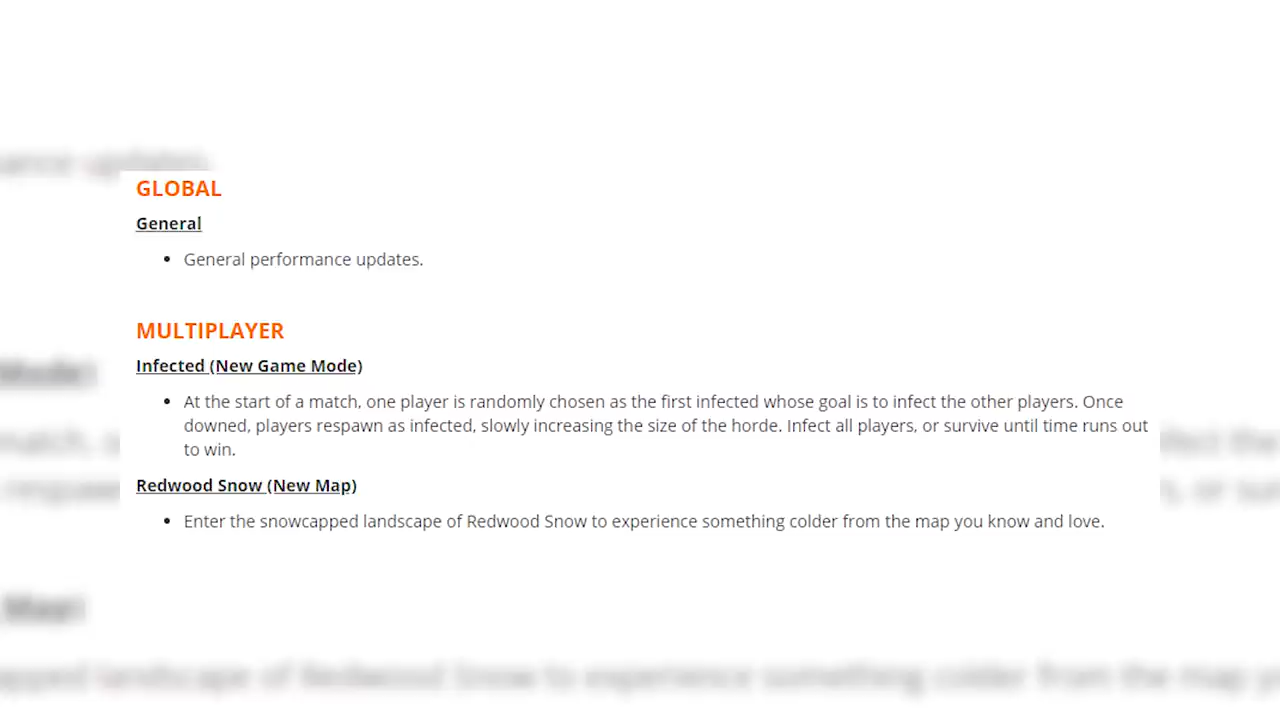 GLOBAL
General
• General performance updates.
MULTIPLAYER
Infected (New Game Mode)
• At the start of a match, one player is randomly chosen as the first infected whose goal is to infect the other players. Once
downed, players respawn as infected, slowly increasing the size of the horde. Infect all players, or survive until time runs out
to win.
Redwood Snow (New Map)
• Enter the snowcapped landscape of Redwood Snow to experience something colder from the map you know and love.